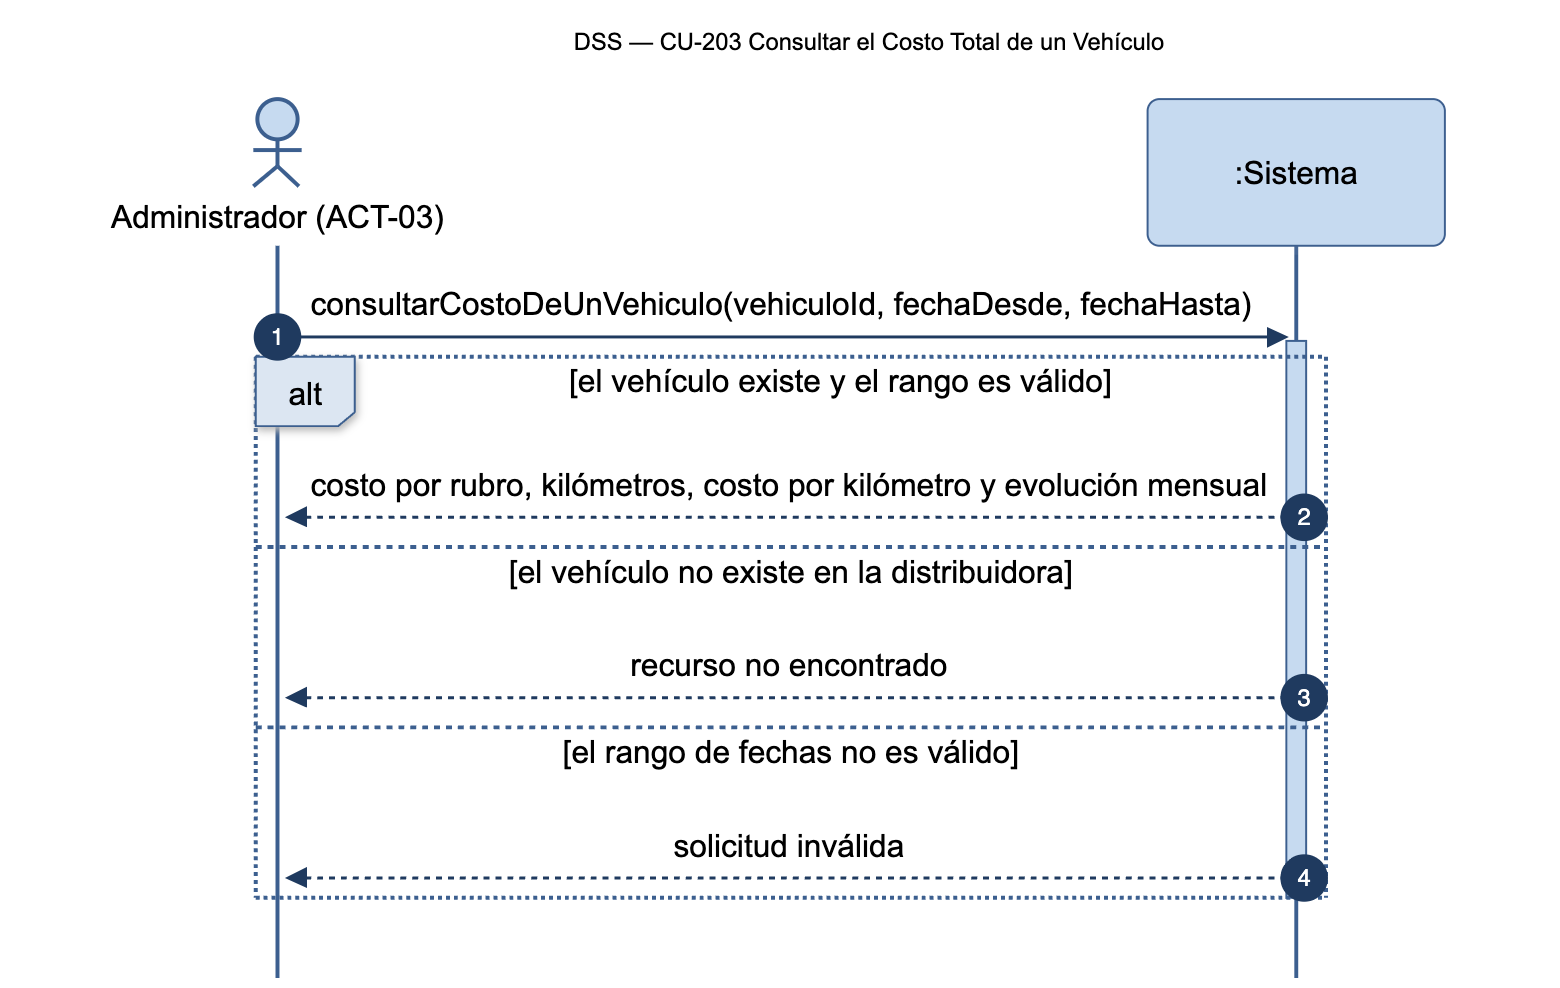 DSS — CU-203 Consultar el Costo Total de un Vehículo
:Sistema
Administrador (ACT-03)
consultarCostoDeUnVehiculo(vehiculoId, fechaDesde, fechaHasta)
1
alt
[el vehículo existe y el rango es válido]
costo por rubro, kilómetros, costo por kilómetro y evolución mensual
2
[el vehículo no existe en la distribuidora]
recurso no encontrado
3
[el rango de fechas no es válido]
solicitud inválida
4